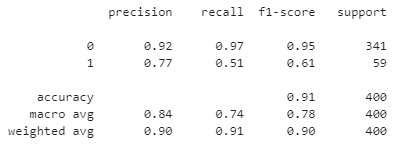 precision recall f1-score support
0 0.92 0.97 0.95 341
1 0.77 0.51 0.61 59
accuracy 0.91 400
macro avg 0.84 0.74 0.78 400
weighted avg 0.90 0.91 0.90 400